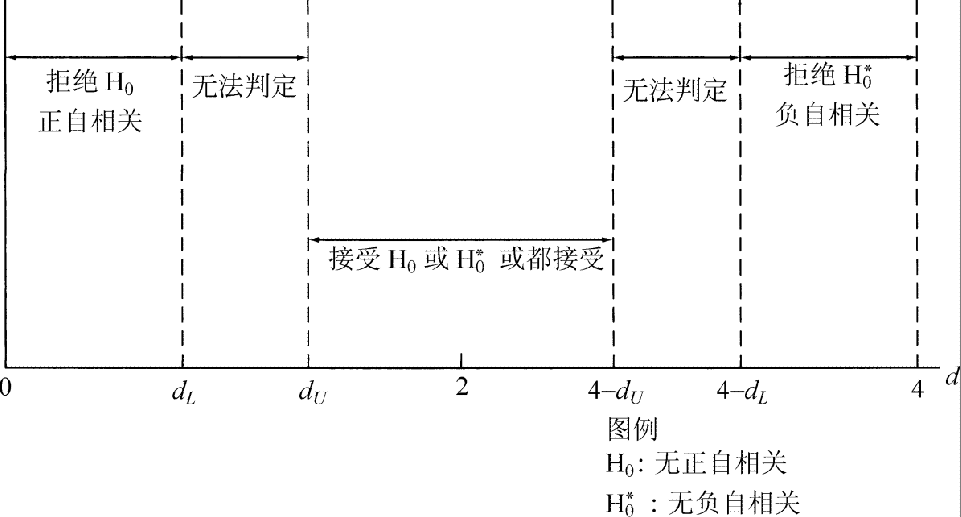 拒绝 H₀
正自相关
无法判定
无法判定
拒绝 H₀*
负自相关
接受 H₀ 或 H₀* 或都接受
0
d_L
d_U
2
4–d_U
4–d_L
4
d
图例
H₀: 无正自相关
H₀* : 无负自相关